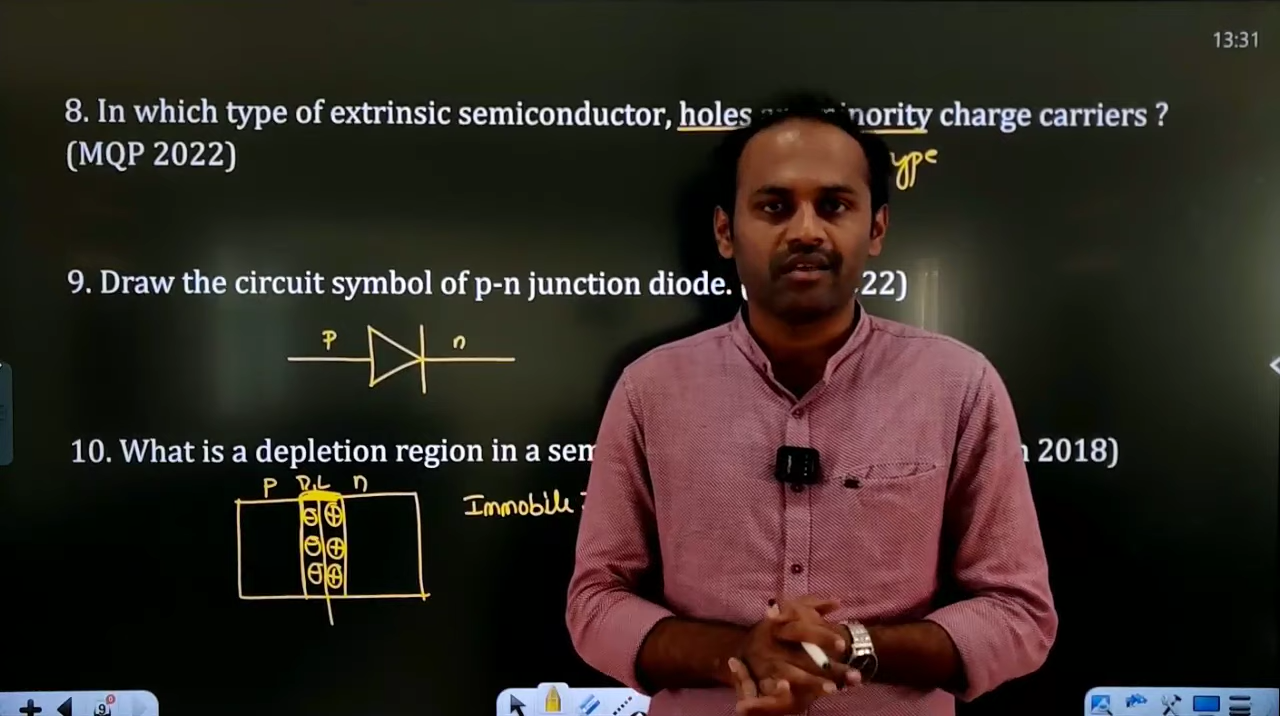 13:31
8. In which type of extrinsic semiconductor, holes nority charge carriers ?
(MQP 2022)
ype
9. Draw the circuit symbol of p-n junction diode. 22)
P n
10. What is a depletion region in a sem 2018)
P D.L n
Immobile
⊖ ⊕
⊖ ⊕
⊖ ⊕
9